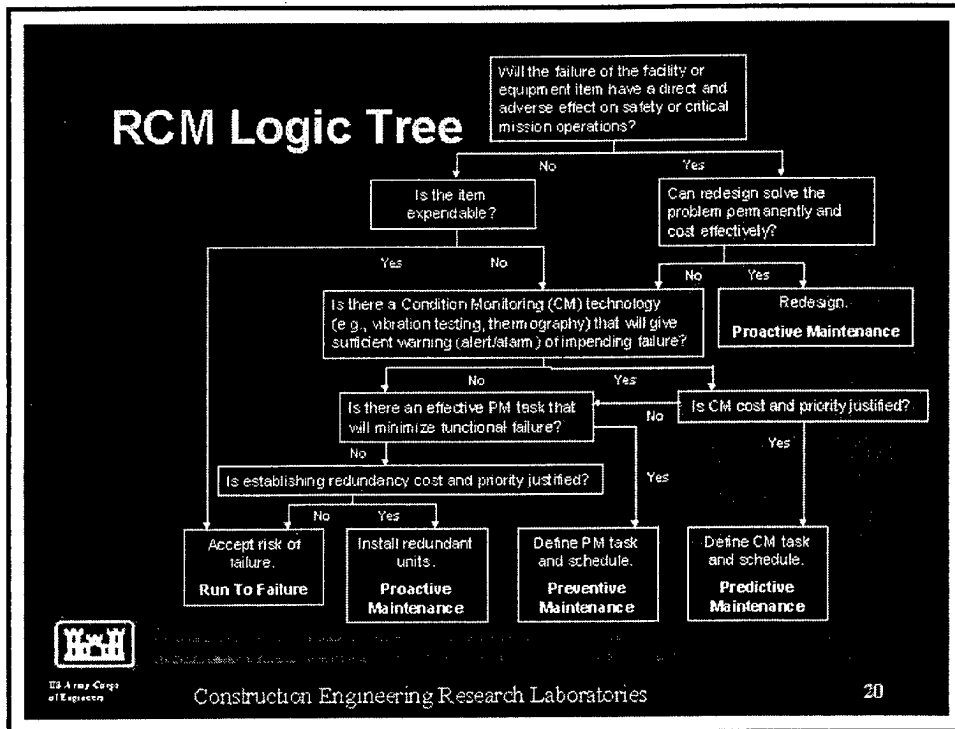 RCM Logic Tree
Will the failure of the facility or
equipment item have a direct and
adverse effect on safety or critical
mission operations?
No
Yes
Is the item
expendable?
Can redesign solve the
problem permanently and
cost effectively?
Yes
No
No
Yes
Is there a Condition Monitoring (CM) technology
(e.g., vibration testing, thermography) that will give
sufficient warning (alert/alarm) of impending failure?
Redesign.
Proactive Maintenance
No
Yes
Is there an effective PM task that
will minimize functional failure?
No
Is CM cost and priority justified?
No
Yes
Yes
Is establishing redundancy cost and priority justified?
No
Yes
Accept risk of
failure.
Run To Failure
Install redundant
units.
Proactive
Maintenance
Define PM task
and schedule.
Preventive
Maintenance
Define CM task
and schedule.
Predictive
Maintenance
US Army Corps
of Engineers
Construction Engineering Research Laboratories
20